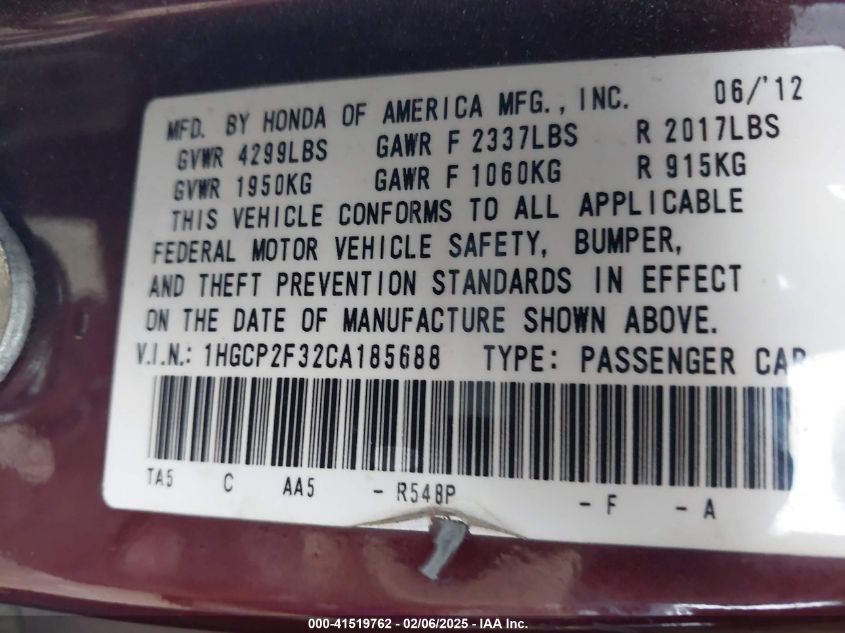 MFD. BY HONDA OF AMERICA MFG., INC. 06/'12
GVWR 4299LBS GAWR F 2337LBS R 2017LBS
GVWR 1950KG GAWR F 1060KG R 915KG
THIS VEHICLE CONFORMS TO ALL APPLICABLE
FEDERAL MOTOR VEHICLE SAFETY, BUMPER,
AND THEFT PREVENTION STANDARDS IN EFFECT
ON THE DATE OF MANUFACTURE SHOWN ABOVE.
V.I.N.: 1HGCP2F32CA185688 TYPE: PASSENGER CAR
TA5 C AA5 - R548P - F - A
000-41519762 - 02/06/2025 - IAA Inc.